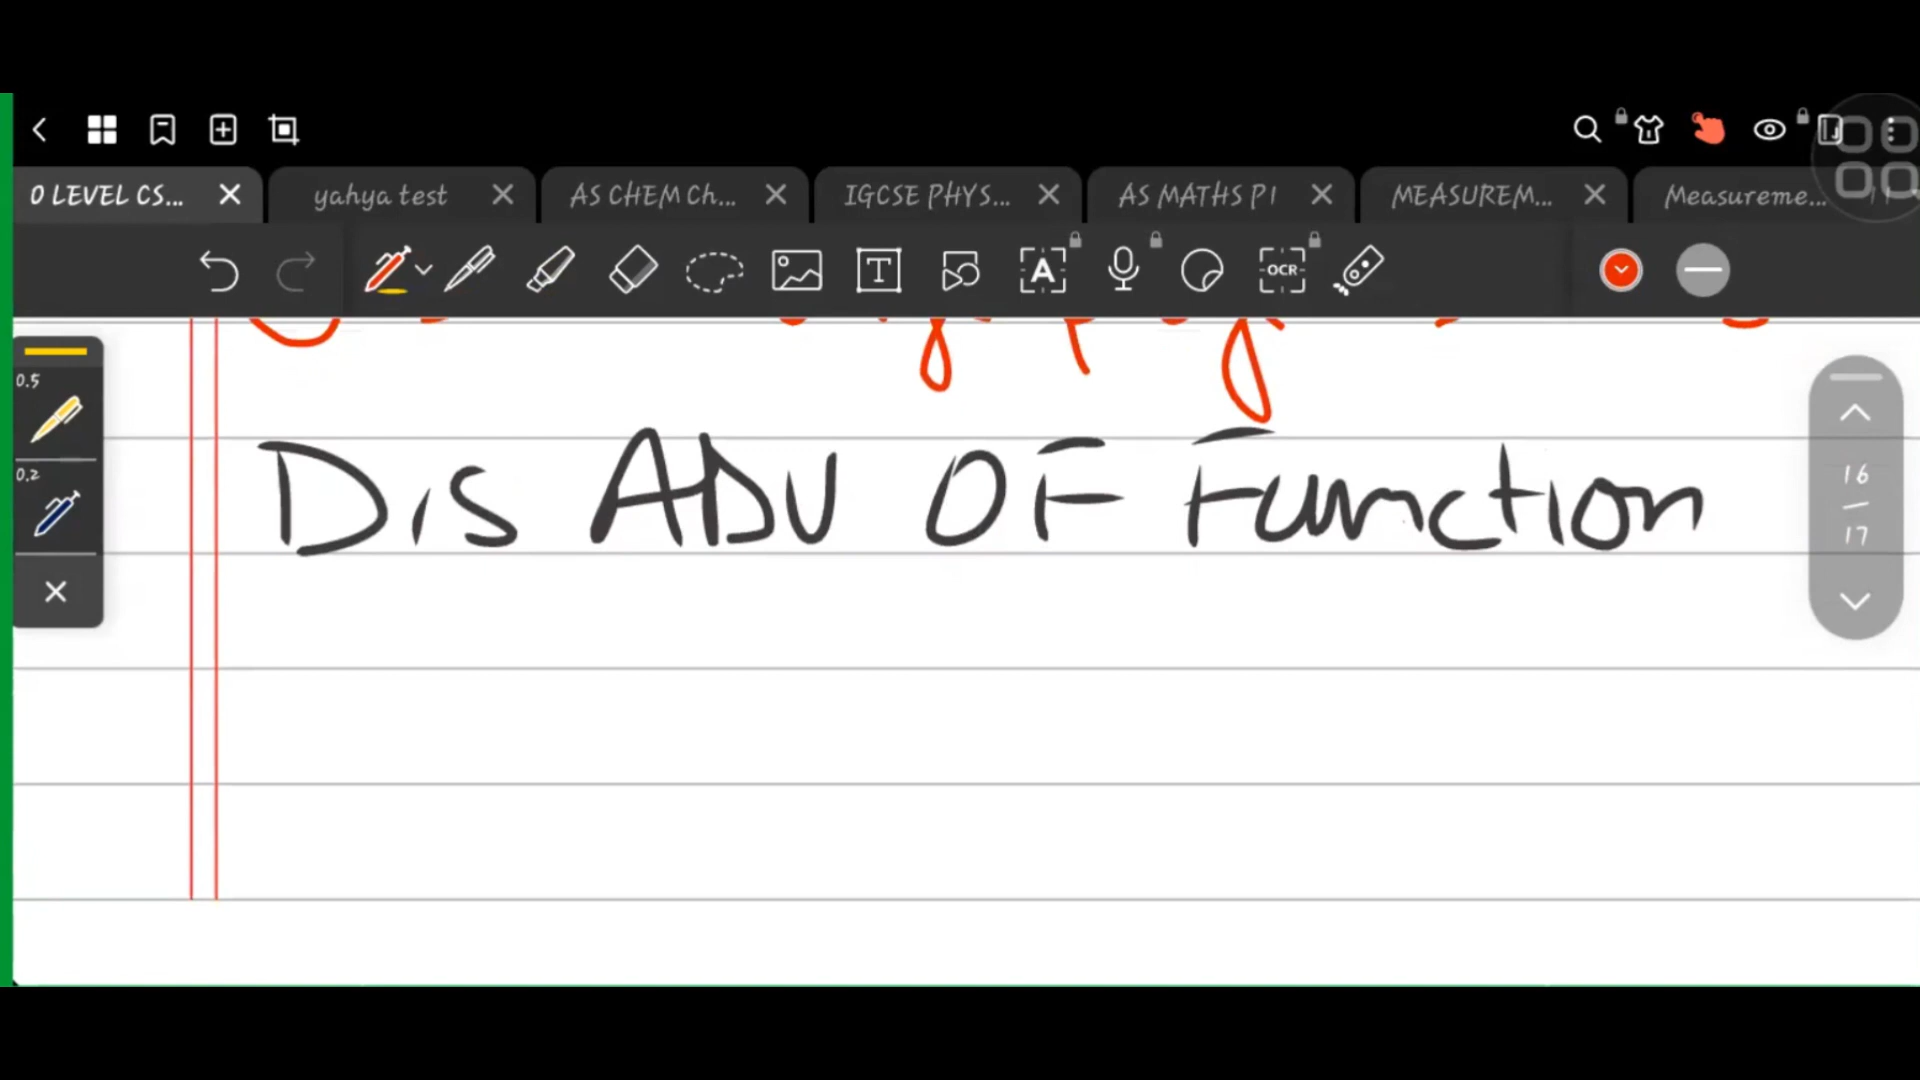 O LEVEL CS...
yahya test
AS CHEM Ch...
IGCSE PHYS...
AS MATHS P1
MEASUREM...
Measureme...
T
A
OCR
0.5
0.2
16
17
Dis ADV OF Function